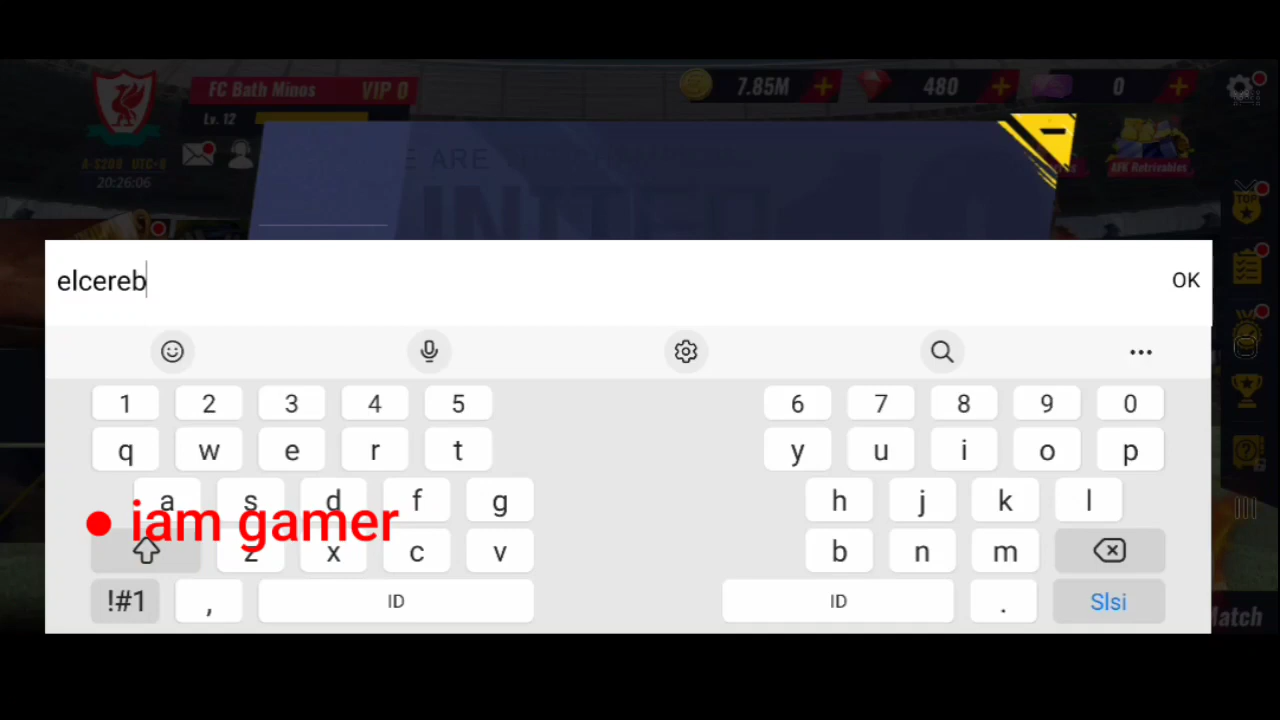 FC Bath Minos VIP 0
7.85M
480
0
Lv. 12
20:26:06
AFK Retrievables
TOP
elcereb
OK
1 2 3 4 5 6 7 8 9 0
q w e r t y u i o p
a s d f g h j k l
iam gamer
z x c v b n m
!#1 , ID ID . Slsi